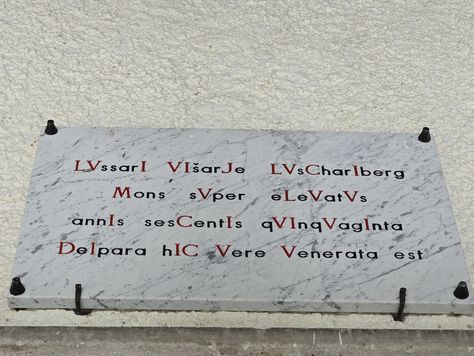 LVssarI VIšarJe LVsCharIberg
Mons sVper eLeVatVs
annIs sesCentIs qVInqVagInta
DeIpara hIC Vere Venerata est